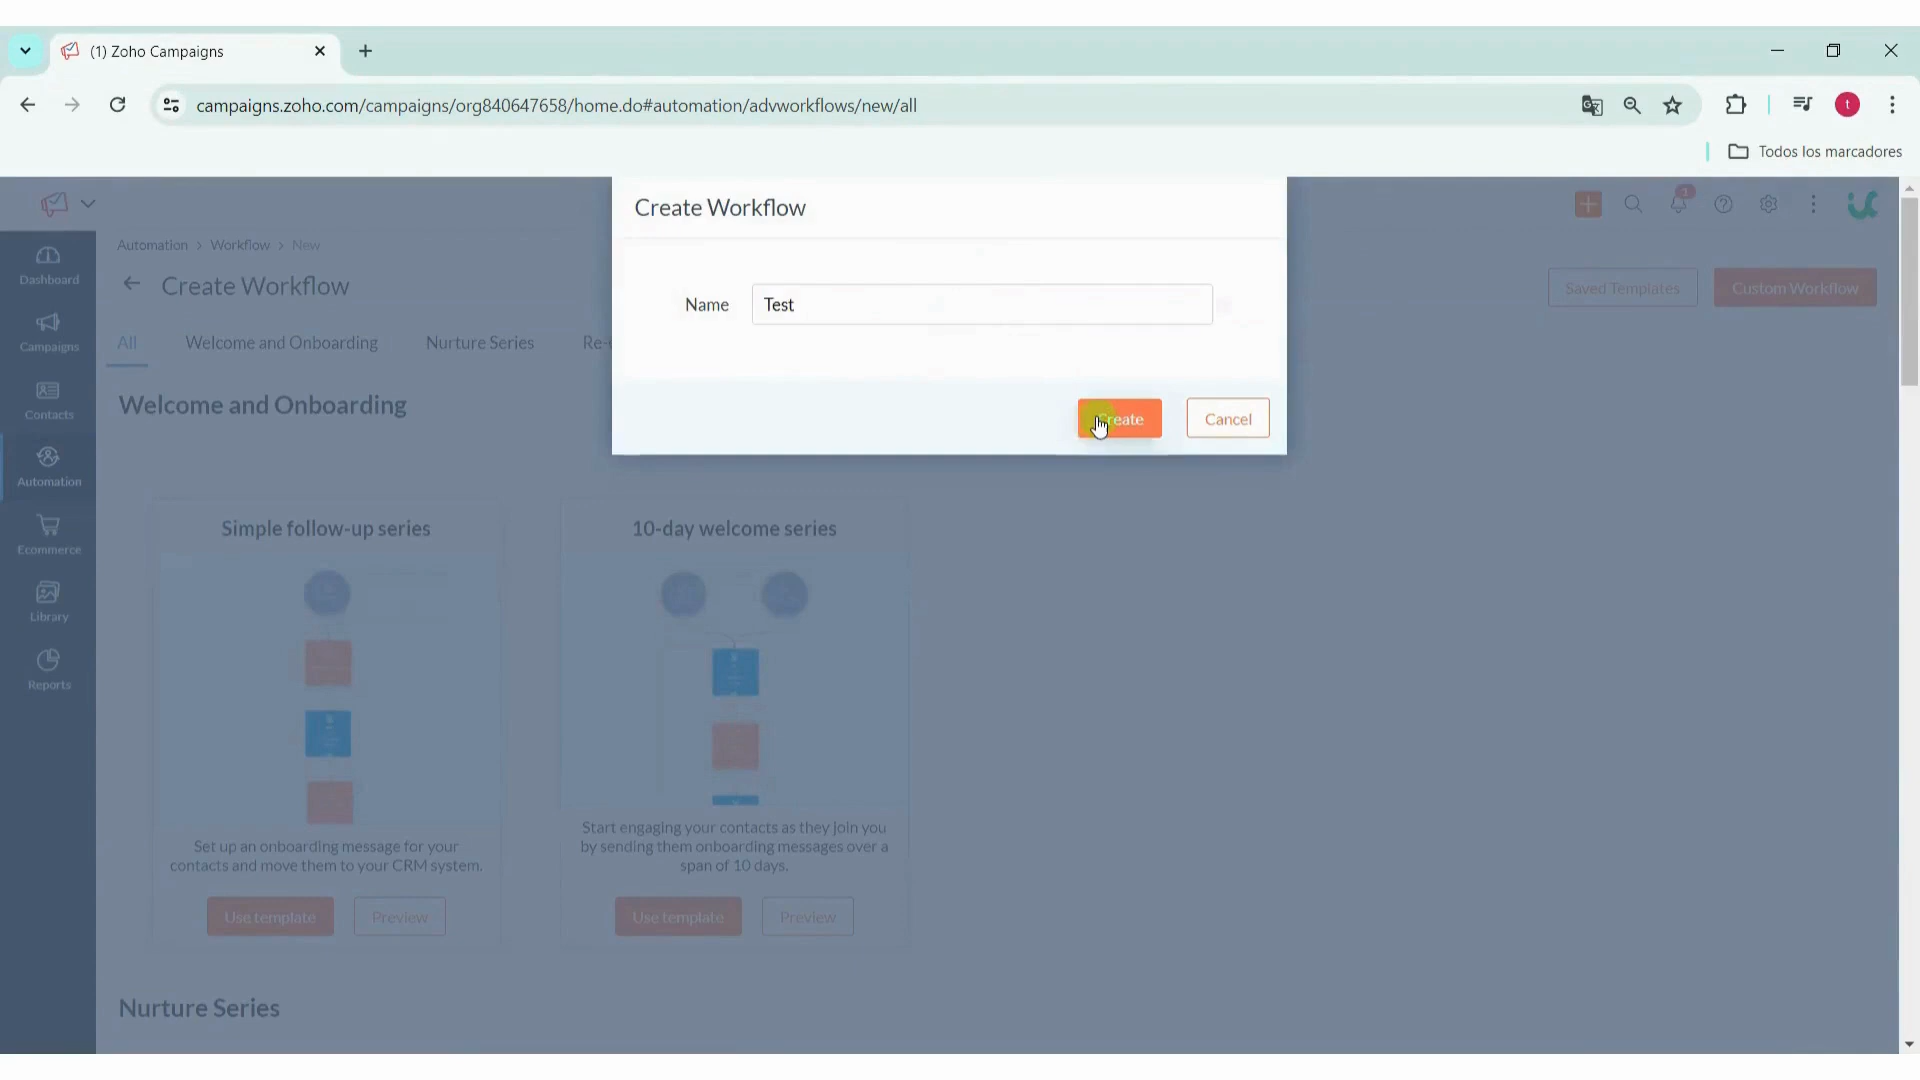 (1) Zoho Campaigns
campaigns.zoho.com/campaigns/org840647658/home.do#automation/advworkflows/new/all
t
Todos los marcadores
Create Workflow
1
Automation > Workflow > New
Dashboard
Create Workflow
Name Test
Saved Templates
Custom Workflow
Campaigns
All
Welcome and Onboarding
Nurture Series
Re-
Contacts
Welcome and Onboarding
Create
Cancel
Automation
Simple follow-up series
10-day welcome series
Ecommerce
Library
Reports
Set up an onboarding message for your
contacts and move them to your CRM system.
Start engaging your contacts as they join you
by sending them onboarding messages over a
span of 10 days.
Use template
Preview
Use template
Preview
Nurture Series